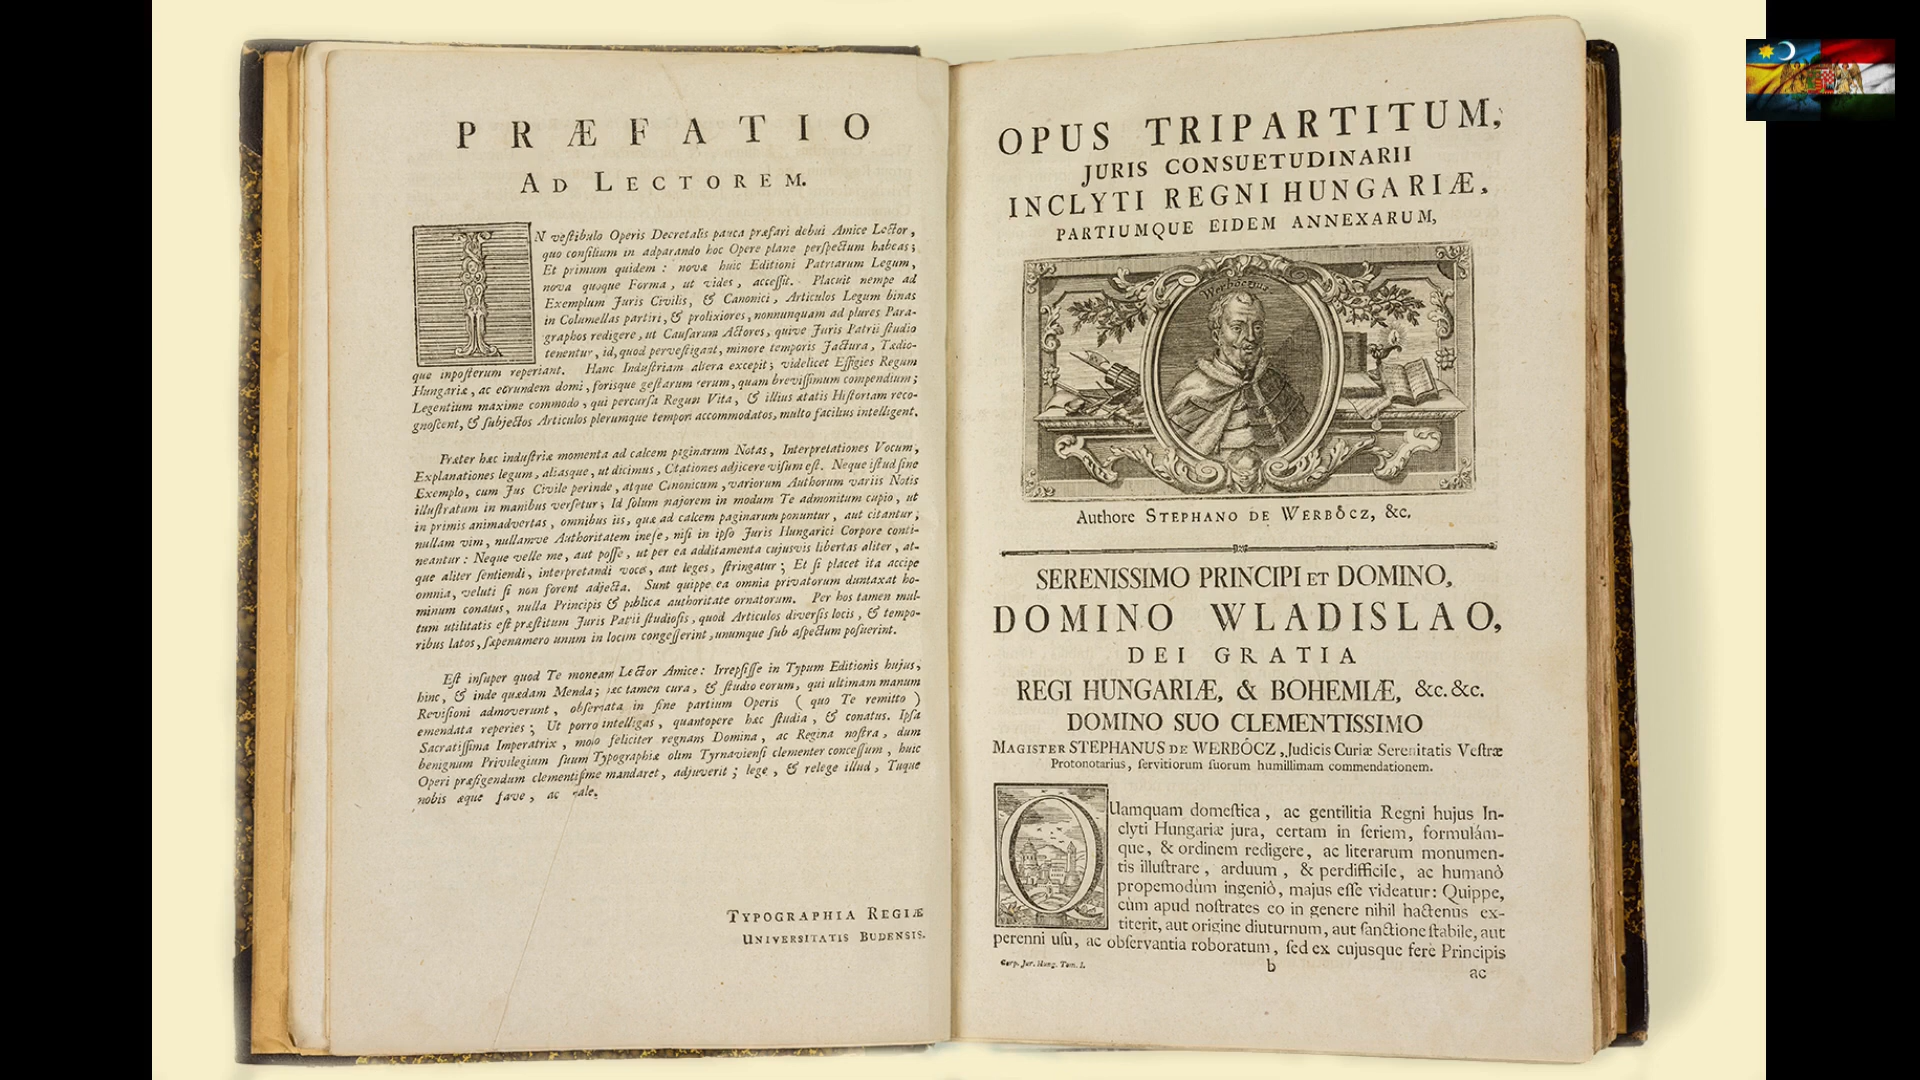 PRÆFATIO
AD LECTOREM.
IN vestibulo Operis Decretalis pauca præfari debui Amice Lector,
quo consilium in adparando hoc Opere plane perspectum habeas;
Et primum quidem: novæ huic Editioni Patriarum Legum,
nova quoque Forma, ut vides, accessit. Placuit nempe ad
Exemplum Juris Civilis, & Canonici, Articulos Legum binas
in Columellas partiri, & prolixiores, nonnunquam ad plures Para-
graphos redigere, ut Causarum Actores, quive Juris Patrii studio
tenentur, id, quod pervestigant, minore temporis Jactura, Tædio-
que inposterum reperiant. Hanc Industriam altera excepit; videlicet Effigies Regum
Hungariæ, ac eorundem domi, forisque gestarum rerum, quam brevissimum compendium;
Legentium maxime commodo, qui percursa Regum Vita, & illius ætatis Historiam reco-
gnoscent, & subjectos Articulos plerumque tempori accommodatos, multo facilius intelligent.
Præter hæc industriæ momenta ad calcem paginarum Notas, Interpretationes Vocum,
Explanationes legum, aliasque, ut dicimus, Citationes adjicere visum est. Neque istud sine
Exemplo, cum Jus Civile perinde, atque Canonicum, variorum Authorum variis Notis
illustratum in manibus versetur; Id solum majorem in modum Te admonitum cupio, ut
in primis animadvertas, omnibus iis, quæ ad calcem paginarum ponuntur, aut citantur,
nullam vim, nullamve Authoritatem inesse, nisi in ipso Juris Hungarici Corpore conti-
neantur: Neque velle me, aut posse, ut per ea additamenta cujusvis libertas aliter, at-
que aliter sentiendi, interpretandi voces, aut leges, stringatur; Et si placet ita accipe
omnia, veluti si non forent adjecta. Sunt quippe ea omnia privatorum duntaxat ho-
minum conatus, nulla Principis & publica authoritate ornatorum. Per hos tamen mul-
tum utilitatis est præstitum Juris Patrii studiosis, quod Articulos diversis locis, & tempo-
ribus latos, sæpenumero unum in locum congesserint, unumque sub aspectum posuerint.
Est insuper quod Te moneam Lector Amice: Irrepsisse in Typum Editionis hujus,
hinc, & inde quædam Menda; hæc tamen cura, & studio eorum, qui ultimam manum
Revisioni admoverunt, observata in fine partium Operis ( quo Te remitto )
emendata reperies; Ut porro intelligas, quantopere hæc studia, & conatus. Ipsa
Sacratissima Imperatrix, modo feliciter regnans Domina, ac Regina nostra, dum
benignum Privilegium suum Typographiæ olim Tyrnaviensi clementer concessum, huic
Operi præfigendum clementissime mandaret, adjuverit; lege, & relege illud, Tuque
nobis æque fave, ac vale.
TYPOGRAPHIA REGIÆ
UNIVERSITATIS BUDENSIS.
OPUS TRIPARTITUM,
JURIS CONSUETUDINARII
INCLYTI REGNI HUNGARIÆ,
PARTIUMQUE EIDEM ANNEXARUM,
Werbőczius
Authore STEPHANO DE WERBŐCZ, &c.
SERENISSIMO PRINCIPI ET DOMINO,
DOMINO WLADISLAO,
DEI GRATIA
REGI HUNGARIÆ, & BOHEMIÆ, &c. &c.
DOMINO SUO CLEMENTISSIMO
MAGISTER STEPHANUS DE WERBŐCZ, Judicis Curiæ Serenitatis Vestræ
Protonotarius, servitiorum suorum humillimam commendationem.
QUamquam domestica, ac gentilitia Regni hujus In-
clyti Hungariæ jura, certam in seriem, formulám-
que, & ordinem redigere, ac literarum monumen-
tis illustrare, arduum, & perdifficile, ac humanò
propemodùm ingeniò, majus esse videatur: Quippe,
cùm apud nostrates eo in genere nihil hactenus ex-
titerit, aut origine diuturnum, aut sanctione stabile, aut
perenni usu, ac observantia roboratum, sed ex cujusque ferè Principis
Corp. Jur. Hung. Tom. I.
b
ac